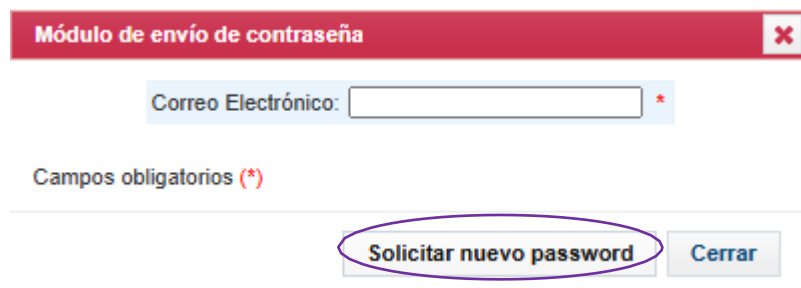 Módulo de envío de contraseña
Correo Electrónico: *
Campos obligatorios (*)
Solicitar nuevo password Cerrar